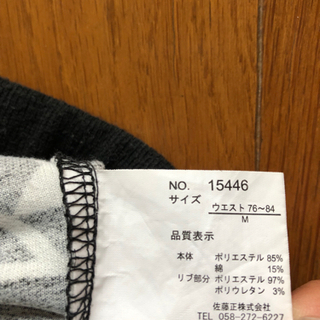 NO. 15446
サイズ ウエスト 76〜84
M
品質表示
本体 ポリエステル 85%
綿 15%
リブ部分 ポリエステル 97%
ポリウレタン 3%
佐藤正株式会社
TEL 058-272-6227